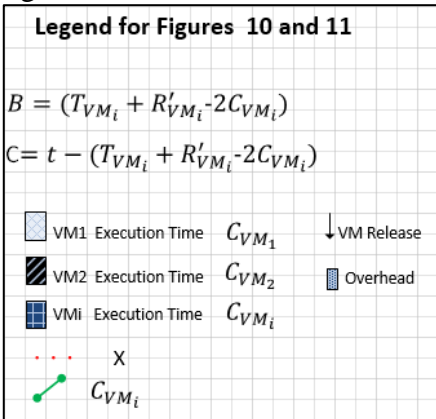 Legend for Figures 10 and 11
B = (T_{VM_i} + R'_{VM_i}-2C_{VM_i})
C= t − (T_{VM_i} + R'_{VM_i}-2C_{VM_i})
VM1 Execution Time C_{VM_1} ↓VM Release
VM2 Execution Time C_{VM_2} Overhead
VMi Execution Time C_{VM_i}
X
C_{VM_i}